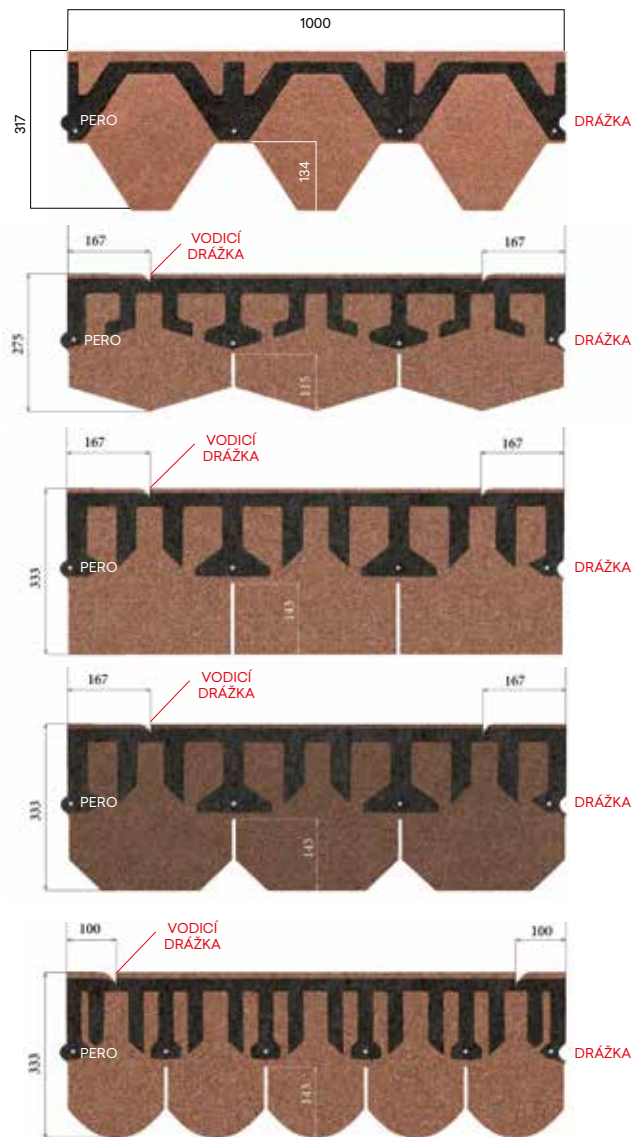 1000
317
PERO
DRÁŽKA
134
167
VODICÍ
DRÁŽKA
167
275
PERO
DRÁŽKA
115
167
VODICÍ
DRÁŽKA
167
333
PERO
DRÁŽKA
143
167
VODICÍ
DRÁŽKA
167
333
PERO
DRÁŽKA
143
100
VODICÍ
DRÁŽKA
100
333
PERO
DRÁŽKA
143